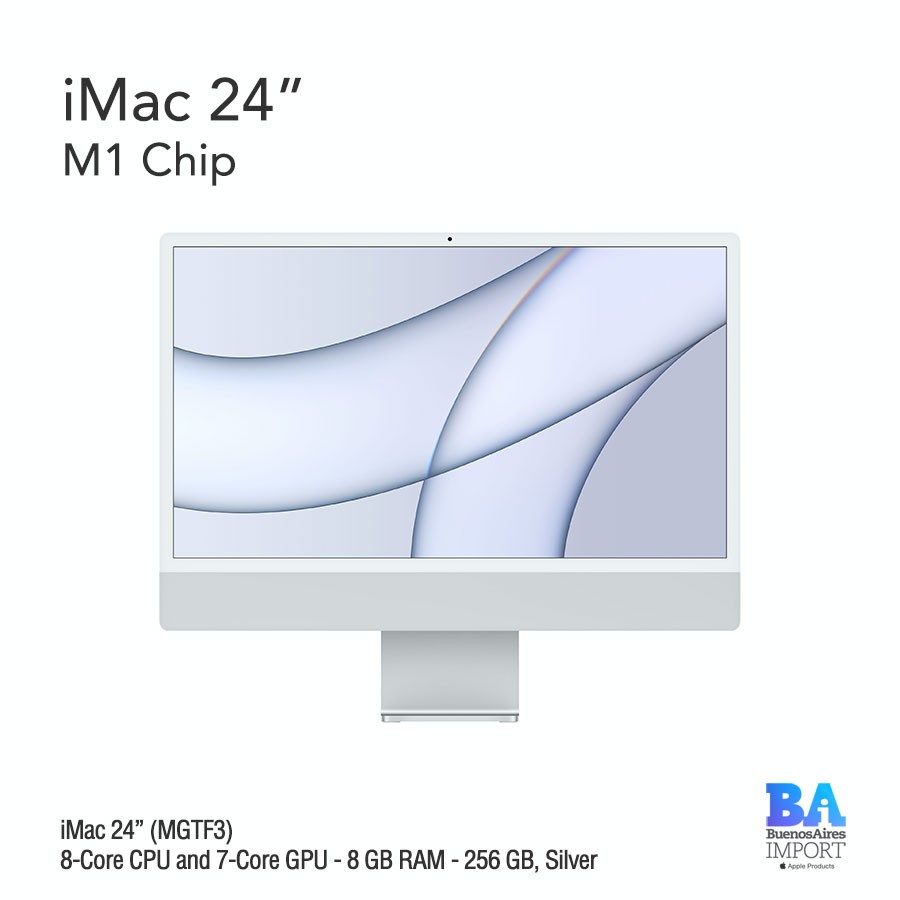 iMac 24”
M1 Chip
iMac 24” (MGTF3)
8-Core CPU and 7-Core GPU - 8 GB RAM - 256 GB, Silver
BAi
BuenosAires
IMPORT
Apple Products